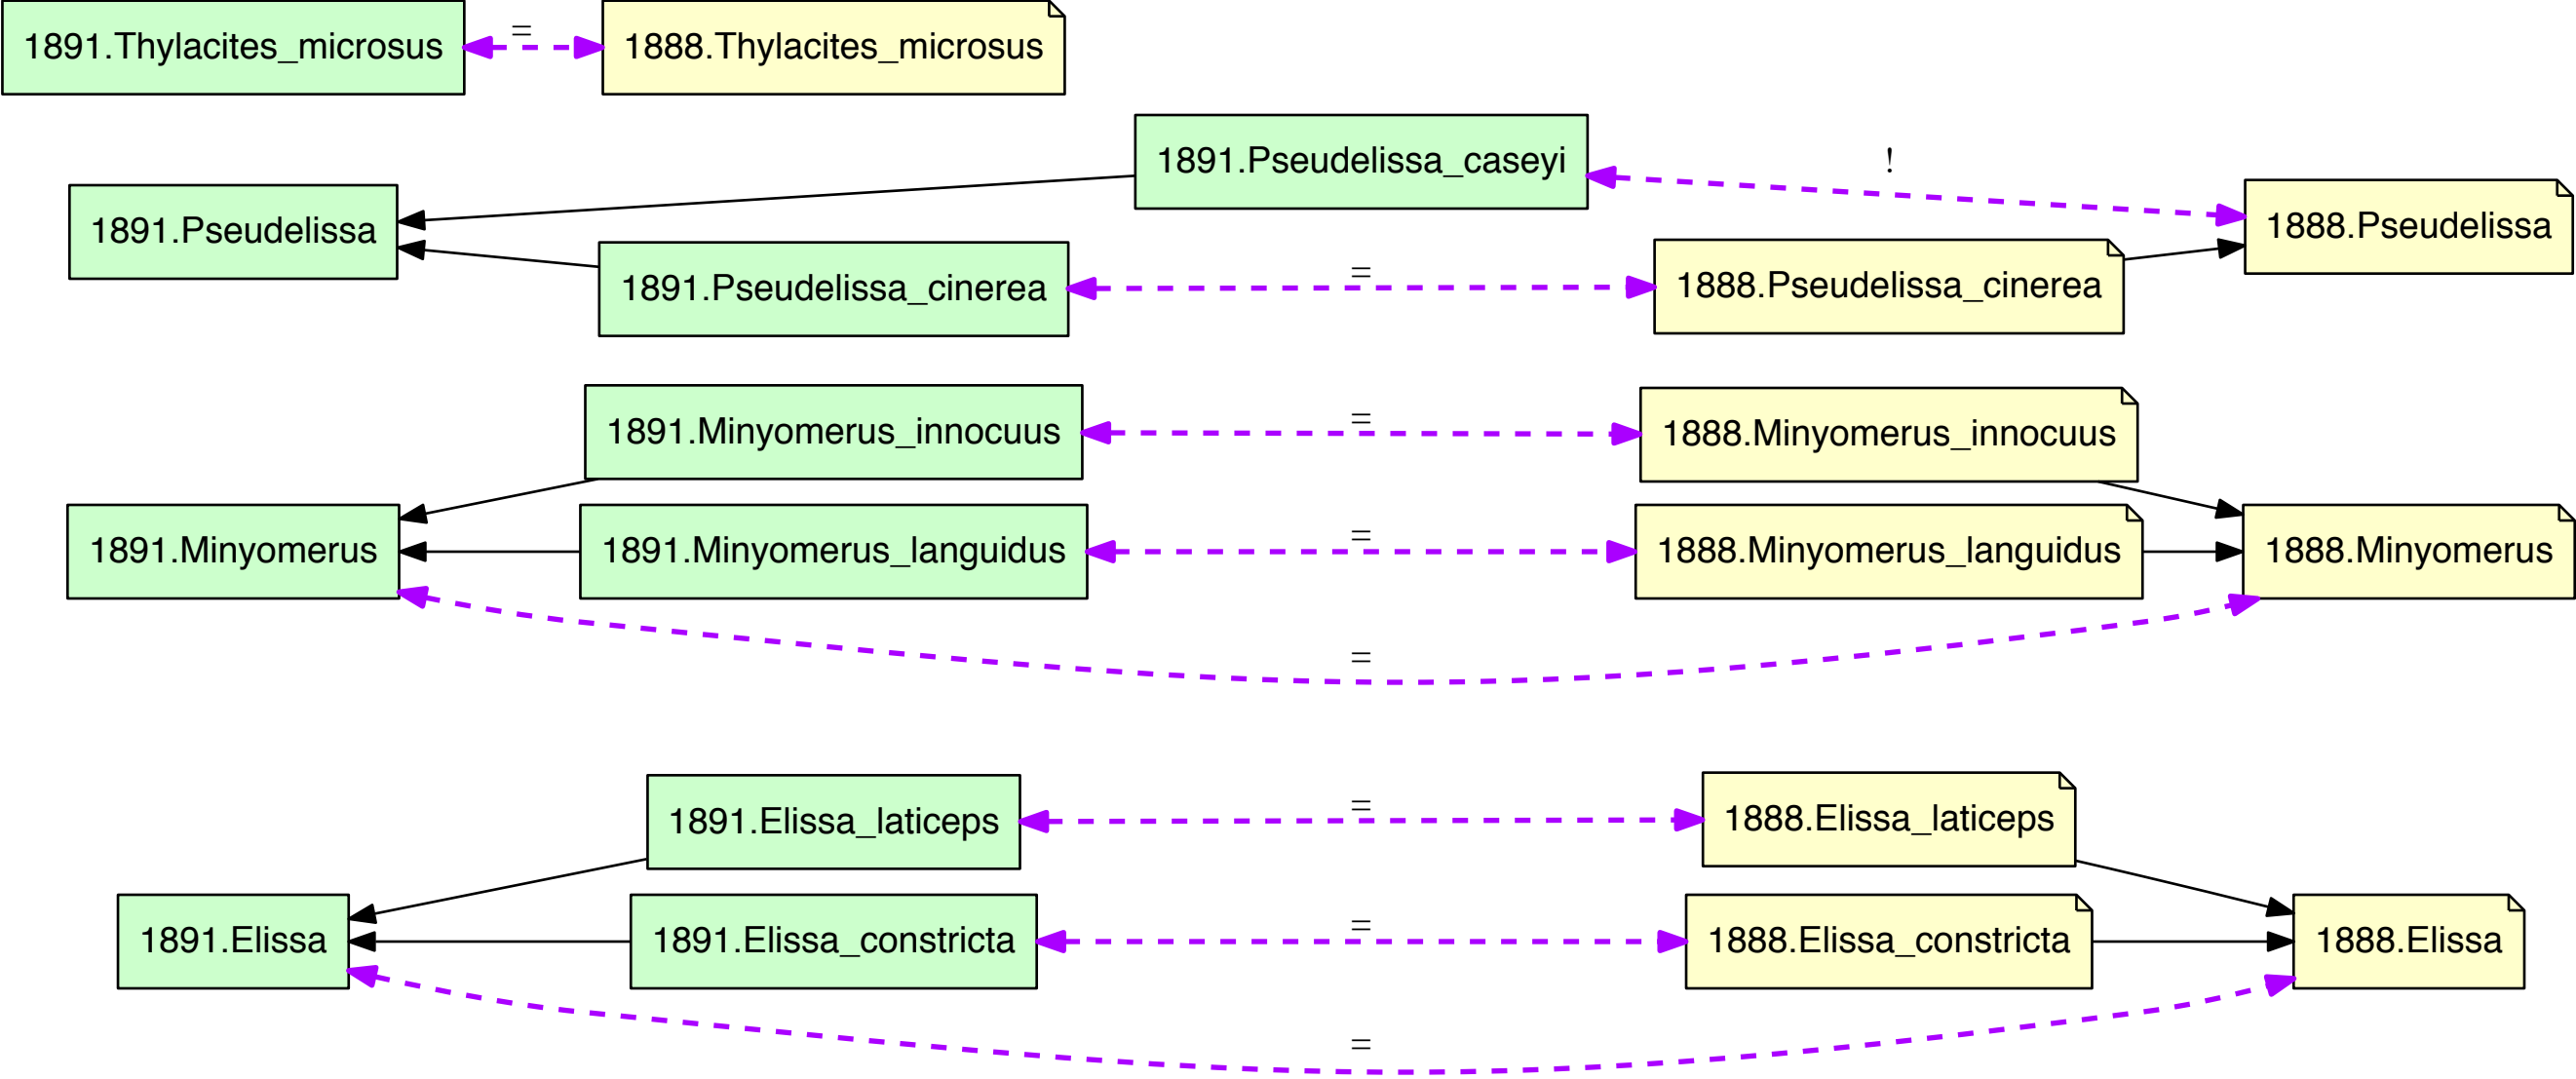 1891.Thylacites_microsus = 1888.Thylacites_microsus
1891.Pseudelissa_caseyi !
1891.Pseudelissa 1888.Pseudelissa
1891.Pseudelissa_cinerea = 1888.Pseudelissa_cinerea
1891.Minyomerus_innocuus = 1888.Minyomerus_innocuus
1891.Minyomerus 1891.Minyomerus_languidus = 1888.Minyomerus_languidus 1888.Minyomerus
=
1891.Elissa_laticeps = 1888.Elissa_laticeps
1891.Elissa 1891.Elissa_constricta = 1888.Elissa_constricta 1888.Elissa
=